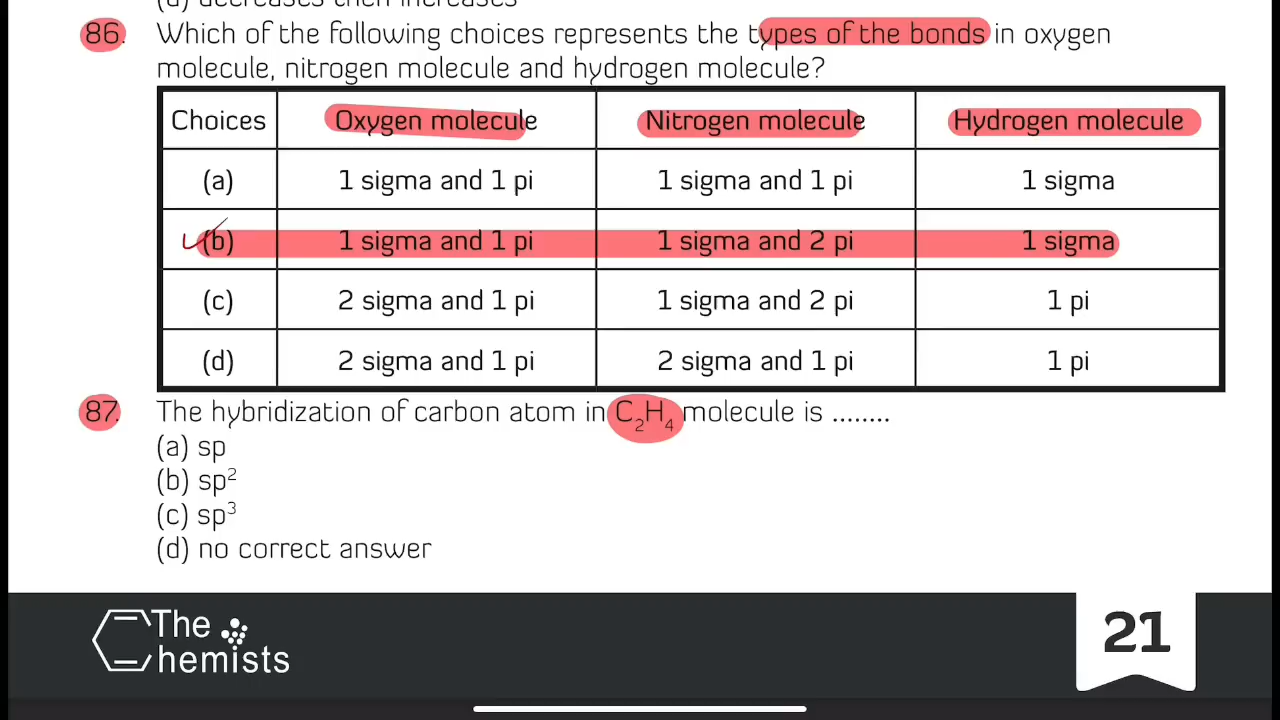 (d) decreases then increases
86. Which of the following choices represents the types of the bonds in oxygen
molecule, nitrogen molecule and hydrogen molecule?
Choices Oxygen molecule Nitrogen molecule Hydrogen molecule
(a) 1 sigma and 1 pi 1 sigma and 1 pi 1 sigma
(b) 1 sigma and 1 pi 1 sigma and 2 pi 1 sigma
(c) 2 sigma and 1 pi 1 sigma and 2 pi 1 pi
(d) 2 sigma and 1 pi 2 sigma and 1 pi 1 pi
87. The hybridization of carbon atom in C₂H₄ molecule is ........
(a) sp
(b) sp²
(c) sp³
(d) no correct answer
The
Chemists
21